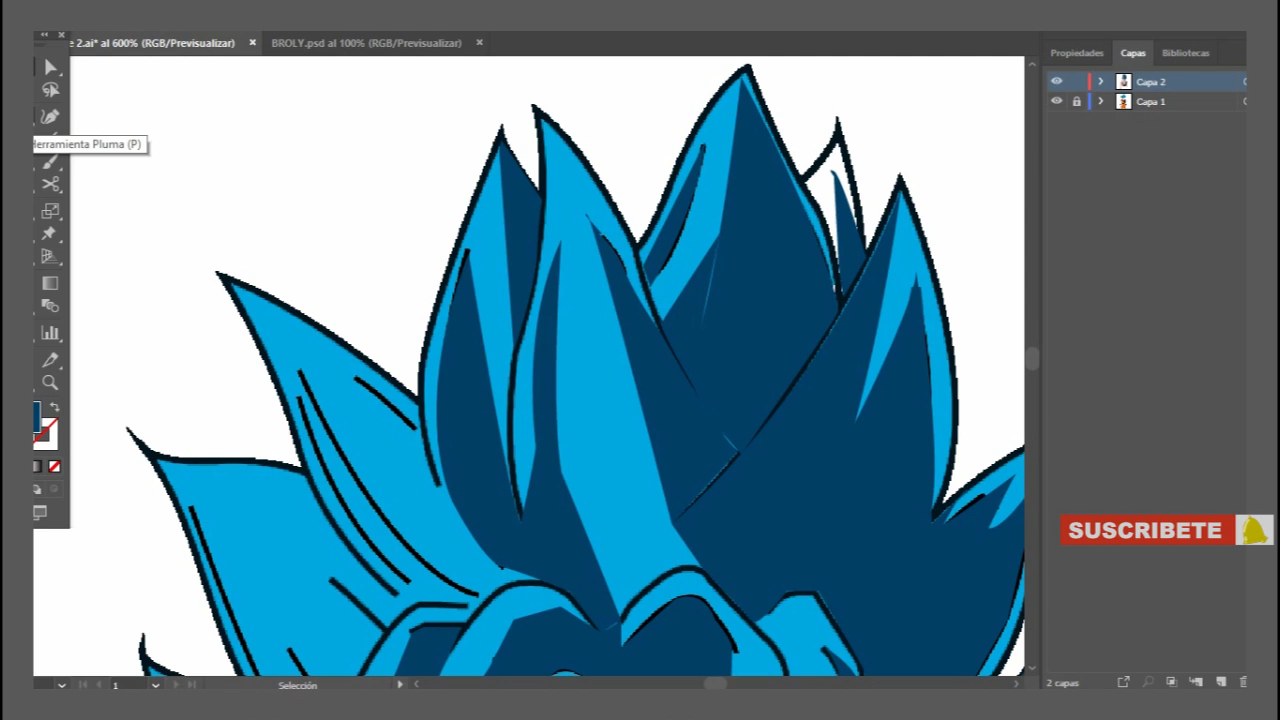 e 2.ai* al 600% (RGB/Previsualizar)
BROLY.psd al 100% (RGB/Previsualizar)
Propiedades Capas Bibliotecas
Capa 2
Capa 1
Herramienta Pluma (P)
SUSCRIBETE
1
Selección
2 capas